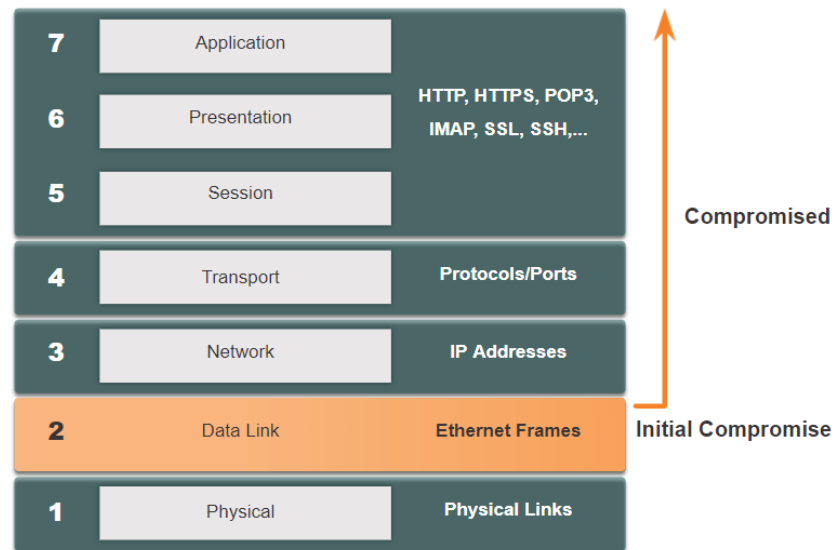 7 Application
6 Presentation
HTTP, HTTPS, POP3,
IMAP, SSL, SSH,...
5 Session
Compromised
4 Transport Protocols/Ports
3 Network IP Addresses
2 Data Link Ethernet Frames Initial Compromise
1 Physical Physical Links